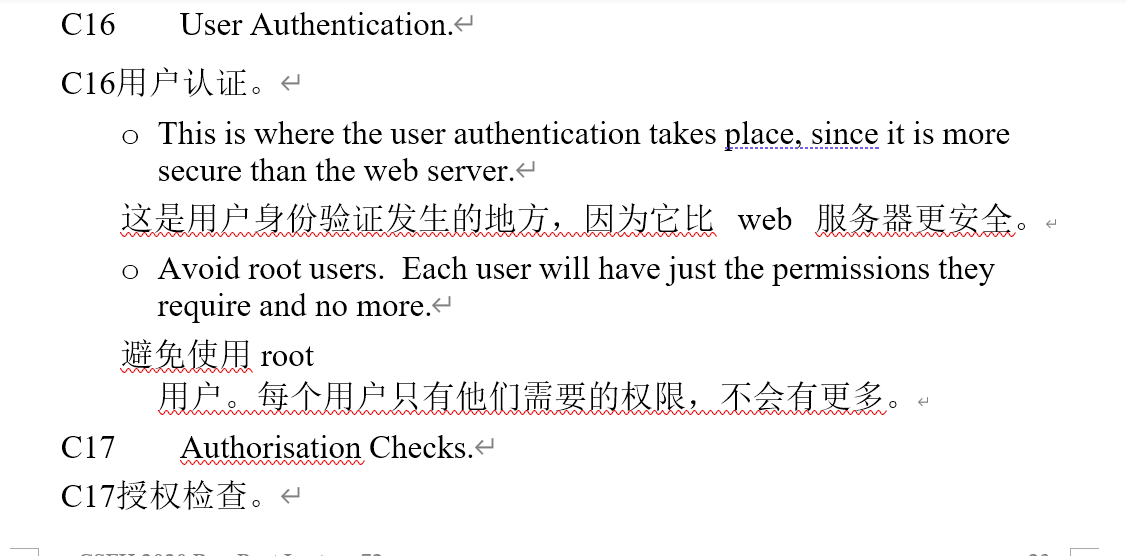 C16 User Authentication.
C16用户认证。
o This is where the user authentication takes place, since it is more
secure than the web server.
这是用户身份验证发生的地方，因为它比 web 服务器更安全。
o Avoid root users. Each user will have just the permissions they
require and no more.
避免使用 root
用户。每个用户只有他们需要的权限，不会有更多。
C17 Authorisation Checks.
C17授权检查。